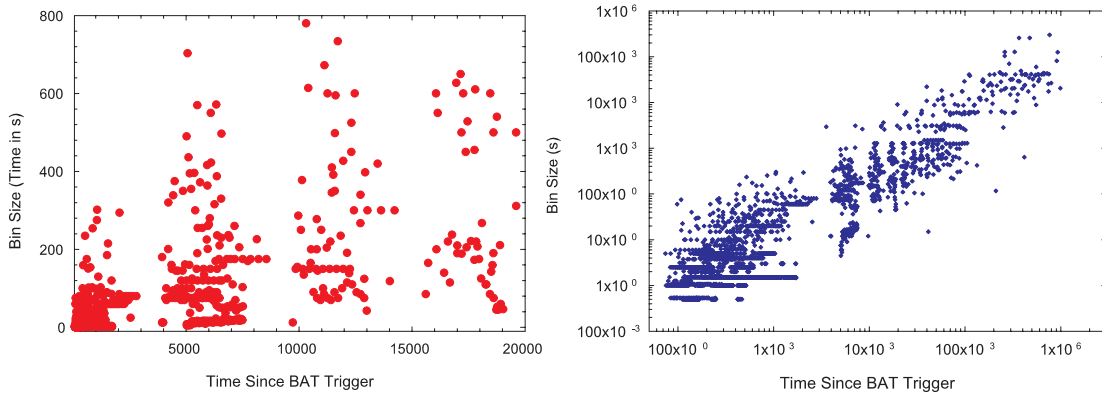 800
600
400
200
0
Bin Size (Time in s)
5000
10000
15000
20000
Time Since BAT Trigger
1x10 6
100x10 3
10x10 3
1x10 3
100x10 0
10x10 0
1x10 0
100x10 -3
Bin Size (s)
100x10 0
1x10 3
10x10 3
100x10 3
1x10 6
Time Since BAT Trigger